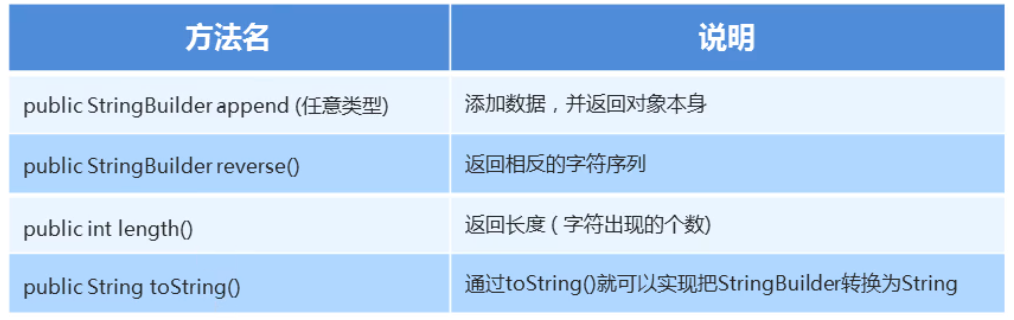 方法名 说明
public StringBuilder append (任意类型) 添加数据，并返回对象本身
public StringBuilder reverse() 返回相反的字符序列
public int length() 返回长度 ( 字符出现的个数)
public String toString() 通过toString()就可以实现把StringBuilder转换为String